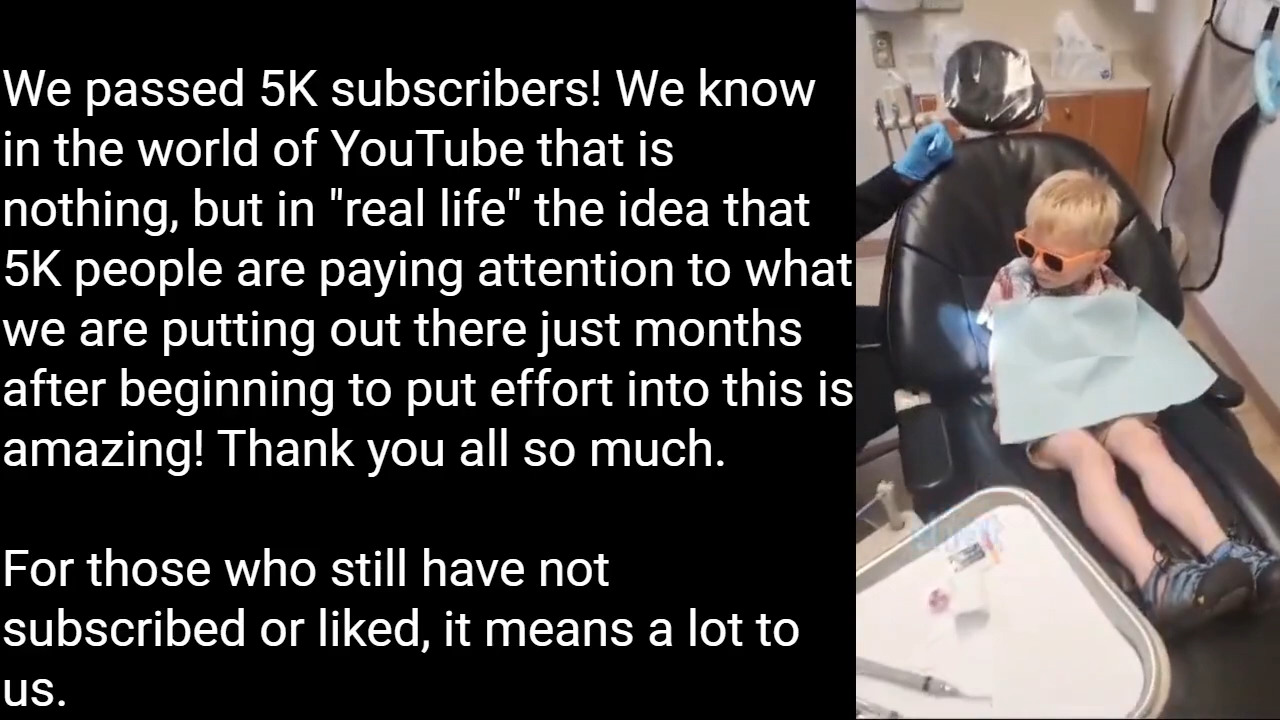 We passed 5K subscribers! We know
in the world of YouTube that is
nothing, but in "real life" the idea that
5K people are paying attention to what
we are putting out there just months
after beginning to put effort into this is
amazing! Thank you all so much.
For those who still have not
subscribed or liked, it means a lot to
us.